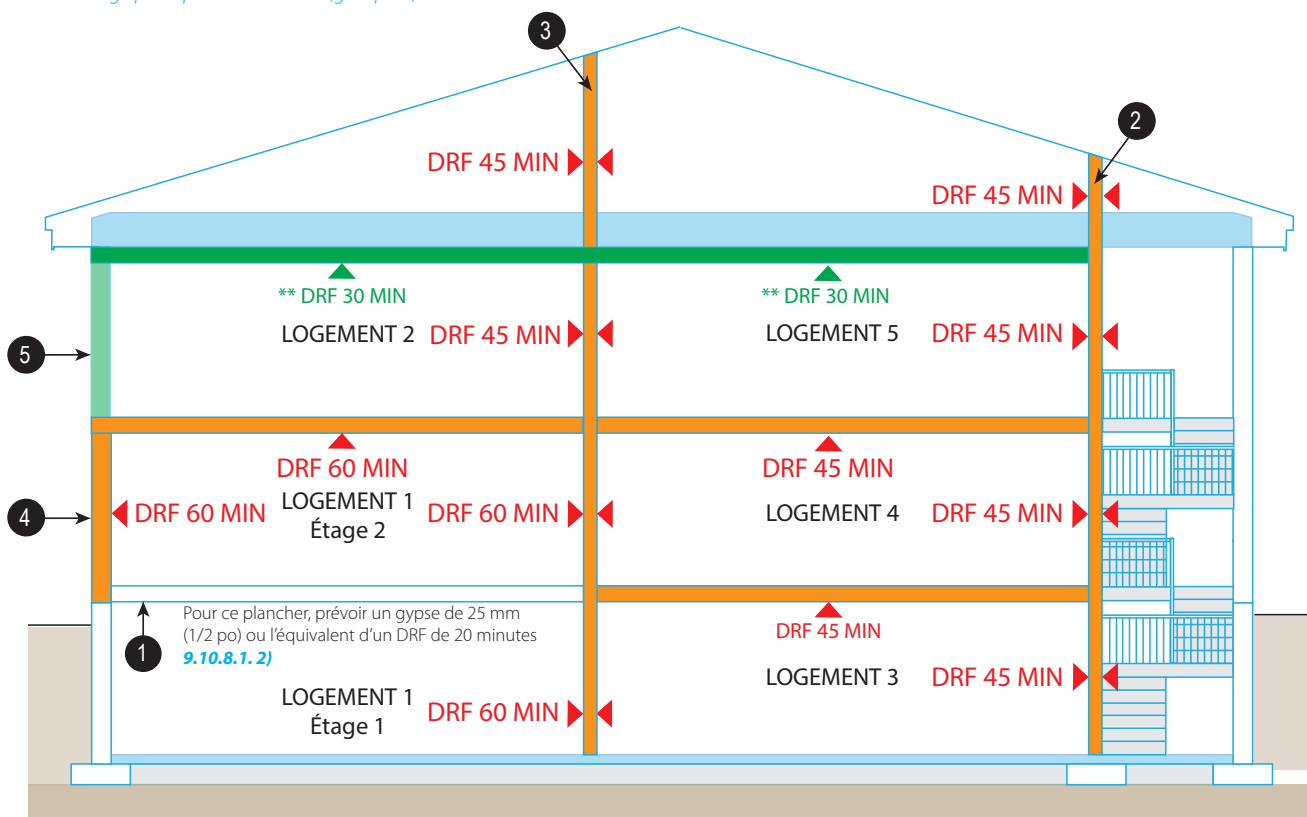 3
2
DRF 45 MIN
DRF 45 MIN
** DRF 30 MIN
** DRF 30 MIN
LOGEMENT 2 DRF 45 MIN
LOGEMENT 5 DRF 45 MIN
5
DRF 60 MIN
DRF 45 MIN
4
DRF 60 MIN
LOGEMENT 1
Étage 2
DRF 60 MIN
LOGEMENT 4 DRF 45 MIN
Pour ce plancher, prévoir un gypse de 25 mm
(1/2 po) ou l'équivalent d'un DRF de 20 minutes
9.10.8.1. 2)
1
DRF 45 MIN
LOGEMENT 3 DRF 45 MIN
LOGEMENT 1
Étage 1
DRF 60 MIN